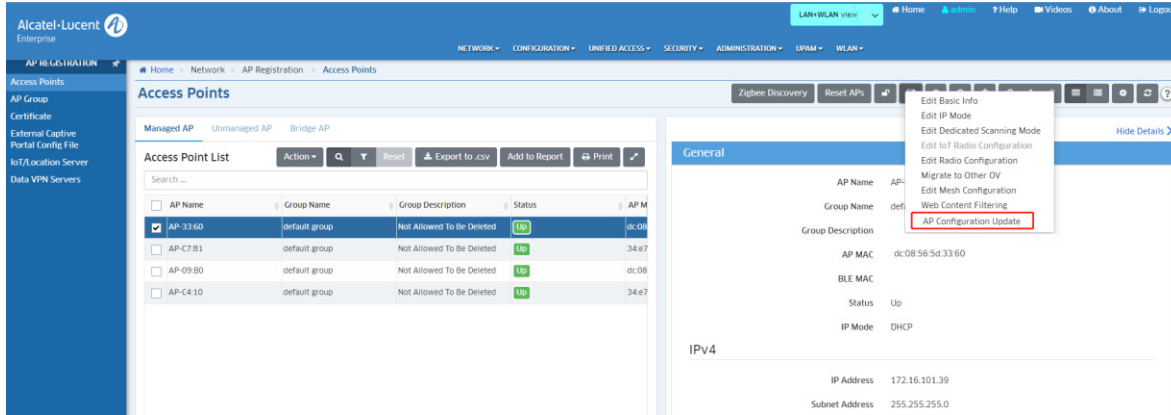 LAN+WLAN view
Home admin ? Help Videos About Logou
Alcatel·Lucent
Enterprise
NETWORK CONFIGURATION UNIFIED ACCESS SECURITY ADMINISTRATION UPAM WLAN
AP REGISTRATION
Home > Network > AP Registration > Access Points
Access Points
AP Group
Certificate
External Captive
Portal Config File
IoT/Location Server
Data VPN Servers
Access Points
Zigbee Discovery Reset APs
Edit Basic Info
Edit IP Mode
Edit Dedicated Scanning Mode
Edit IoT Radio Configuration
Edit Radio Configuration
Migrate to Other OV
Edit Mesh Configuration
Web Content Filtering
AP Configuration Update
Managed AP Unmanaged AP Bridge AP
Hide Details
Access Point List Action Reset Export to .csv Add to Report Print
Search ...
AP Name Group Name Group Description Status AP M
AP-33:60 default group Not Allowed To Be Deleted Up dc:08
AP-C7:B1 default group Not Allowed To Be Deleted Up 34:e7
AP-09:B0 default group Not Allowed To Be Deleted Up dc:08
AP-C4:10 default group Not Allowed To Be Deleted Up 34:e7
General
AP Name AP-
Group Name defa
Group Description
AP MAC dc:08:56:5d:33:60
BLE MAC
Status Up
IP Mode DHCP
IPv4
IP Address 172.16.101.39
Subnet Address 255.255.255.0